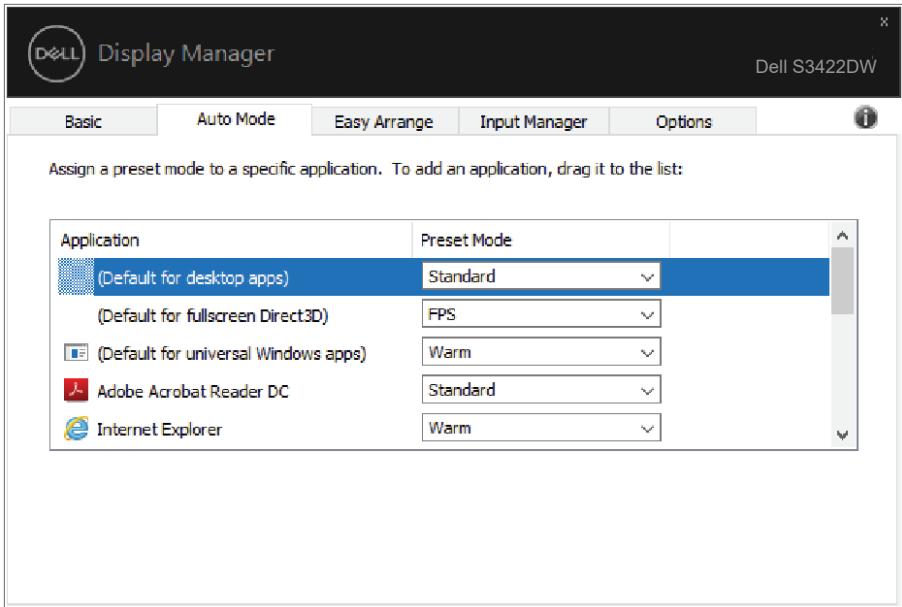 x
DELL Display Manager
Dell S3422DW
Basic Auto Mode Easy Arrange Input Manager Options
Assign a preset mode to a specific application. To add an application, drag it to the list:
Application Preset Mode
(Default for desktop apps) Standard
(Default for fullscreen Direct3D) FPS
(Default for universal Windows apps) Warm
Adobe Acrobat Reader DC Standard
Internet Explorer Warm